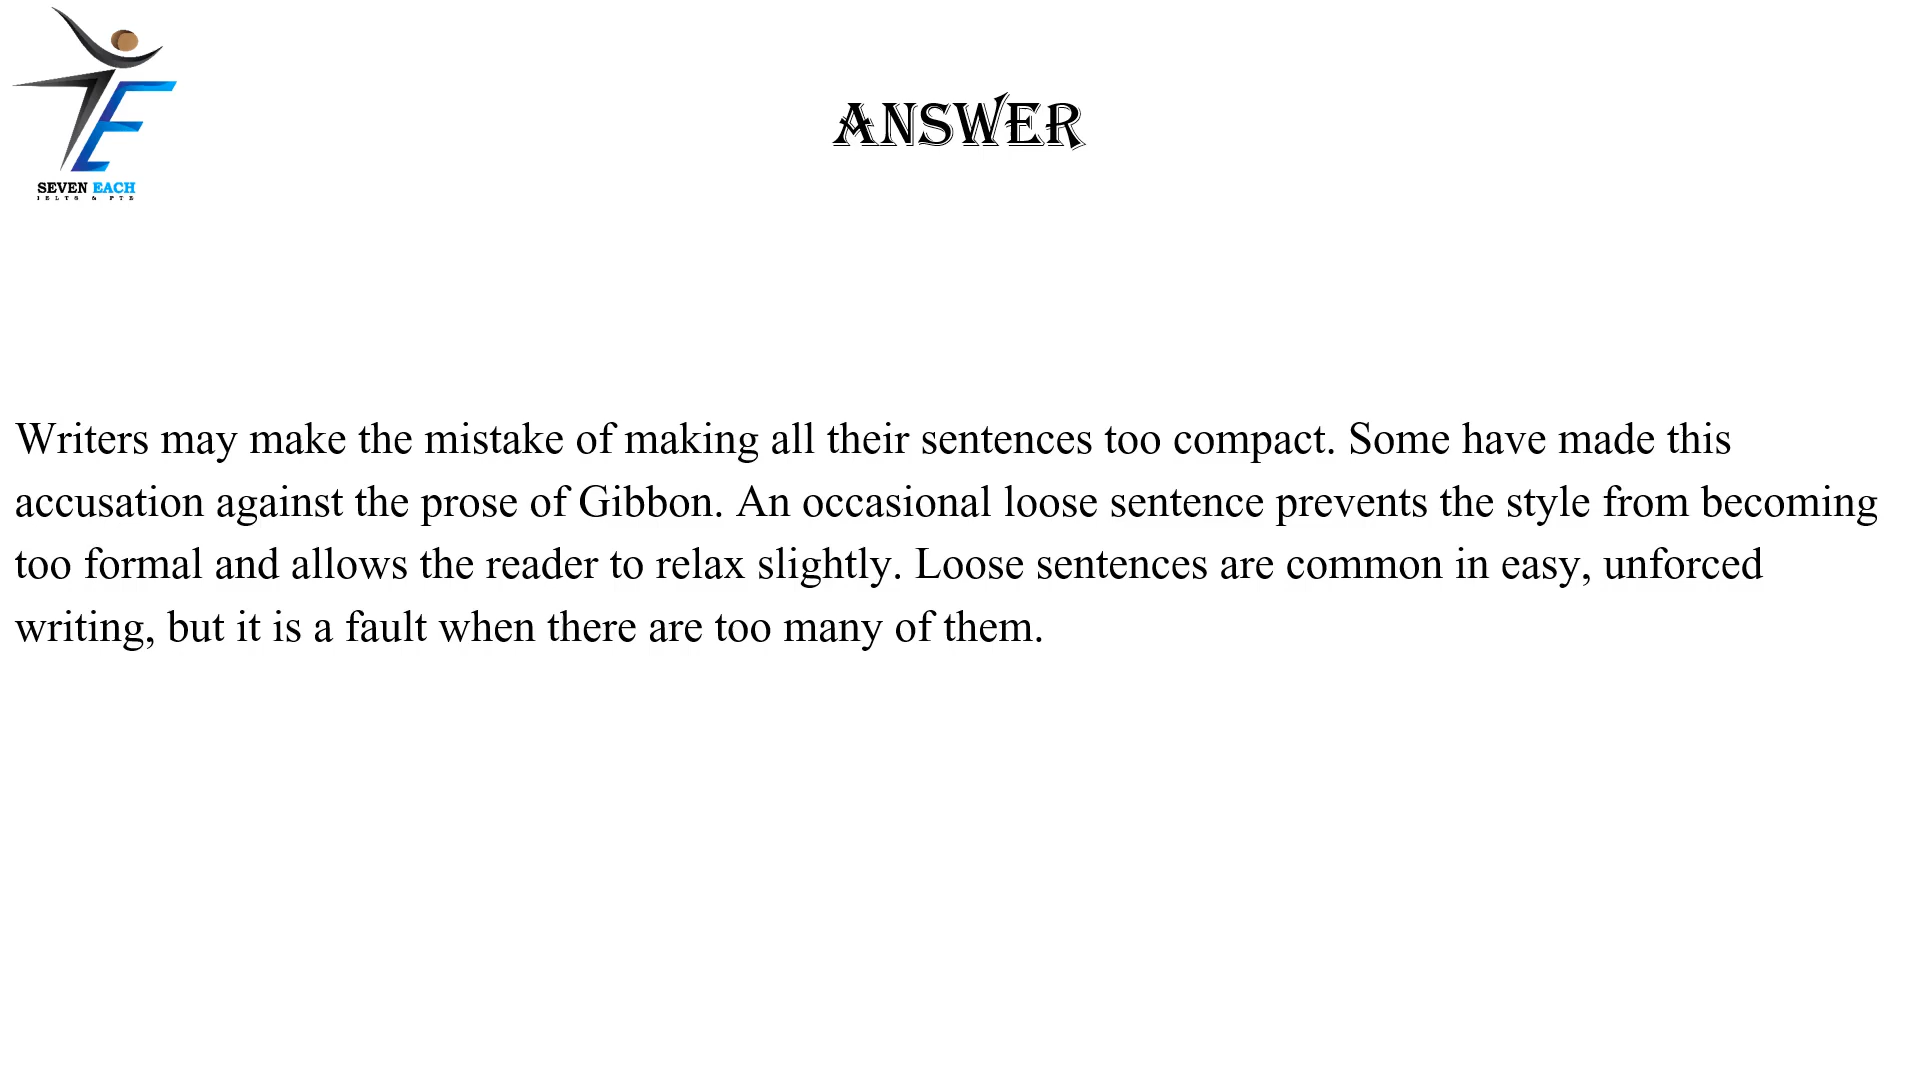 ANSWER
SEVEN EACH
IELTS & PTE
Writers may make the mistake of making all their sentences too compact. Some have made this
accusation against the prose of Gibbon. An occasional loose sentence prevents the style from becoming
too formal and allows the reader to relax slightly. Loose sentences are common in easy, unforced
writing, but it is a fault when there are too many of them.